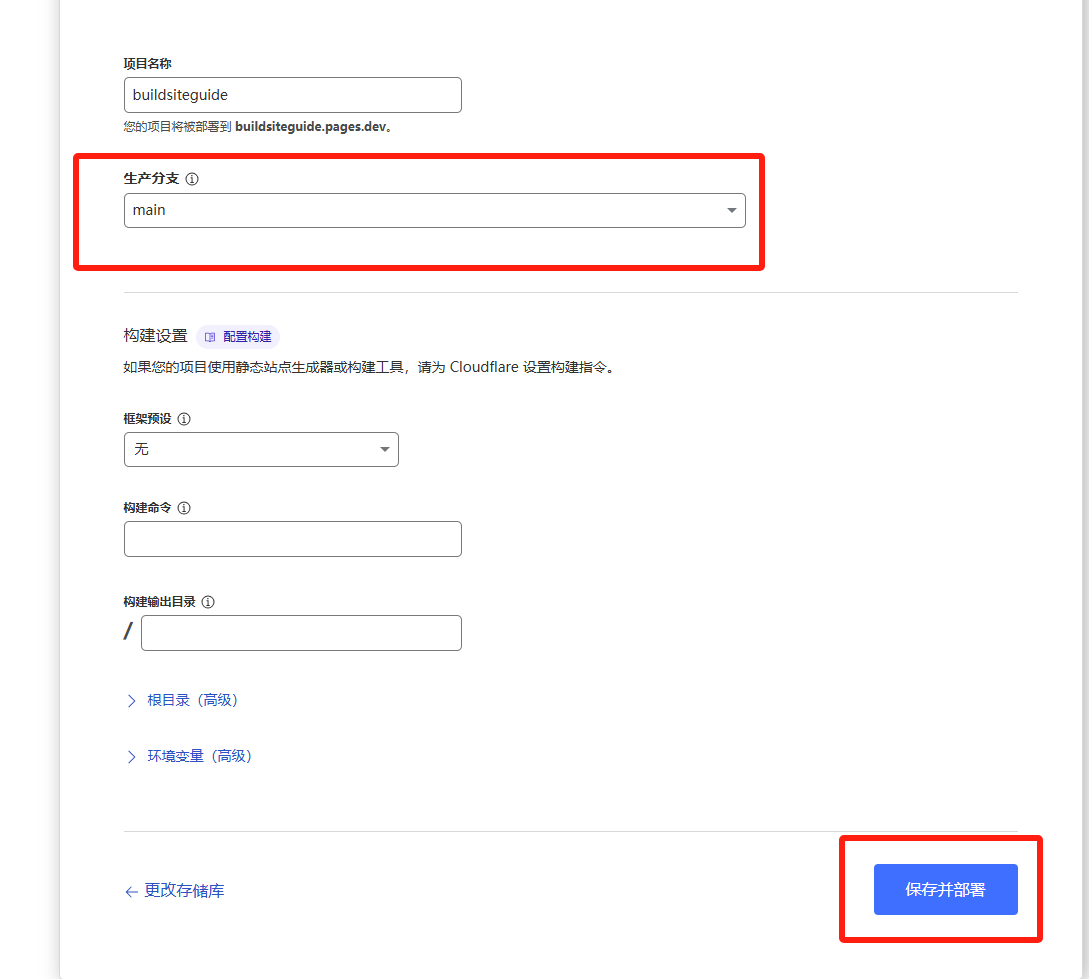 项目名称
buildsiteguide
您的项目将被部署到 buildsiteguide.pages.dev。
生产分支
main
构建设置 配置构建
如果您的项目使用静态站点生成器或构建工具，请为 Cloudflare 设置构建指令。
框架预设
无
构建命令
构建输出目录
/
根目录（高级）
环境变量（高级）
← 更改存储库
保存并部署